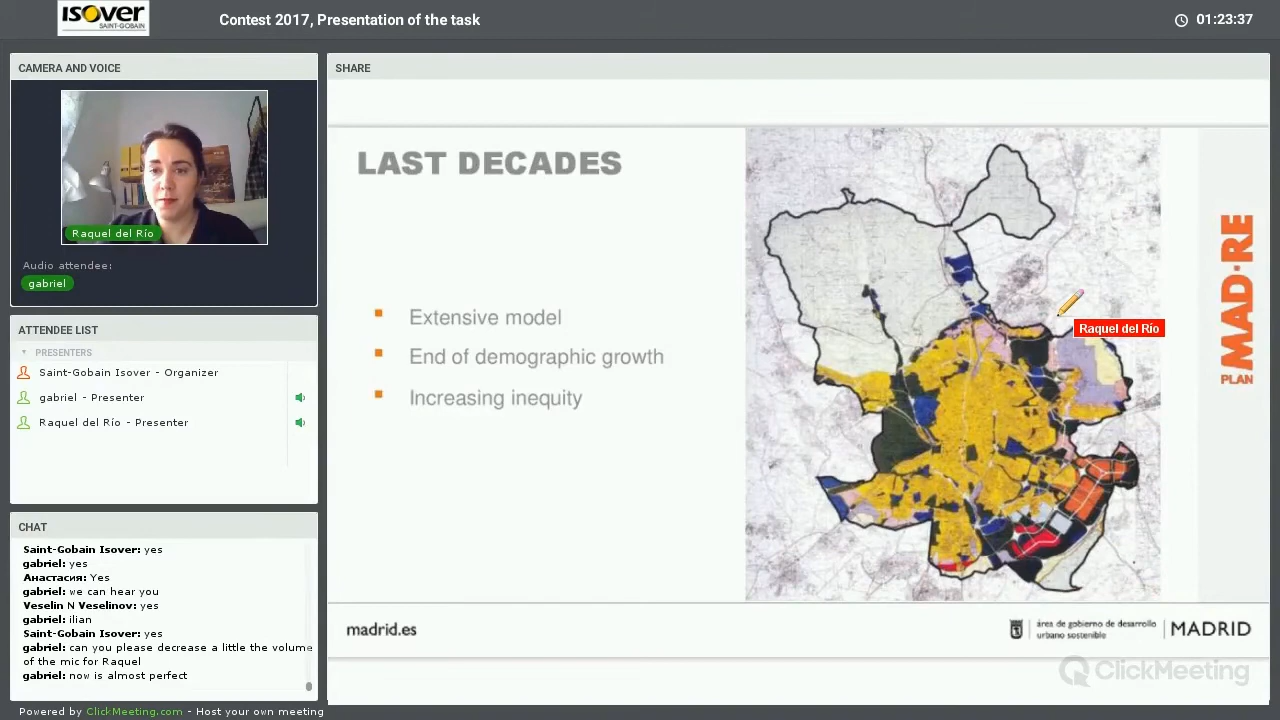 isover
SAINT-GOBAIN
Contest 2017, Presentation of the task
01:23:37
CAMERA AND VOICE
Raquel del Río
Audio attendee:
gabriel
ATTENDEE LIST
PRESENTERS
Saint-Gobain Isover - Organizer
gabriel - Presenter
Raquel del Río - Presenter
CHAT
Saint-Gobain Isover: yes
gabriel: yes
Анастасия: Yes
gabriel: we can hear you
Veselin N Veselinov: yes
gabriel: ilian
Saint-Gobain Isover: yes
gabriel: can you please decrease a little the volume
of the mic for Raquel
gabriel: now is almost perfect
Powered by ClickMeeting.com - Host your own meeting
SHARE
LAST DECADES
Extensive model
End of demographic growth
Increasing inequity
Raquel del Río
PLAN MAD-RE
madrid.es
área de gobierno de desarrollo
urbano sostenible
MADRID
ClickMeeting